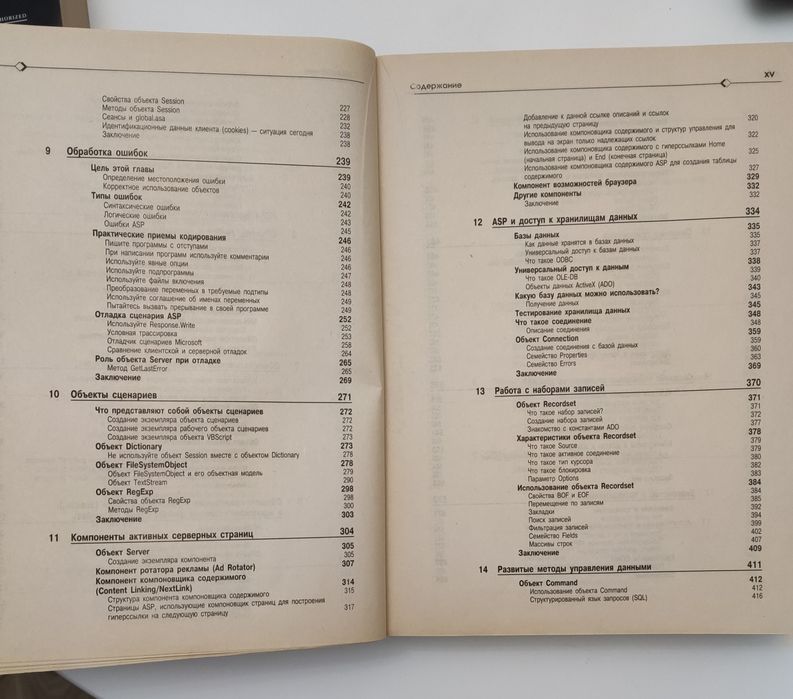 HORIZED
Свойства объекта Session 227
Методы объекта Session 228
Сеансы и global.asa 232
Идентификационные данные клиента (cookies) — ситуация сегодня 238
Заключение 238
9 Обработка ошибок 239
Цель этой главы 239
Определение местоположения ошибки 240
Корректное использование объектов 240
Типы ошибок 242
Синтаксические ошибки 242
Логические ошибки 243
Ошибки ASP 245
Практические приемы кодирования 246
Пишите программы с отступами 246
При написании программ используйте комментарии 246
Используйте явные опции 246
Используйте подпрограммы 247
Используйте файлы включения 248
Преобразование переменных в требуемые подтипы 248
Используйте соглашение об именах переменных 249
Пытайтесь вызвать прерывание в своей программе 249
Отладка сценария ASP 252
Используйте Response.Write 252
Условная трассировка 253
Отладчик сценариев Microsoft 258
Сравнение клиентской и серверной отладок 264
Роль объекта Server при отладке 265
Метод GetLastError 265
Заключение 269
10 Объекты сценариев 271
Что представляют собой объекты сценариев 272
Создание экземпляра объекта сценариев 272
Создание экземпляра рабочего объекта сценариев 272
Создание экземпляра объекта VBScript 273
Объект Dictionary 273
Не используйте объект Session вместе с объектом Dictionary 278
Объект FileSystemObject 278
Объект FileSystemObject и его объектная модель 279
Объект TextStream 290
Объект RegExp 298
Свойства объекта RegExp 298
Методы RegExp 300
Заключение 303
11 Компоненты активных серверных страниц 304
Объект Server 305
Создание экземпляра компонента 305
Компонент ротатора рекламы (Ad Rotator) 307
Компонент компоновщика содержимого
(Content Linking/NextLink) 314
Структура компонента компоновщика содержимого 315
Страницы ASP, использующие компоновщик страниц для построения
гиперссылки на следующую страницу 317
Содержание XV
Добавление к данной ссылке описаний и ссылок
на предыдущую страницу 320
Использование компоновщика содержимого и структур управления для
вывода на экран только надлежащих ссылок 322
Использование компоновщика содержимого с гиперссылками Home
(начальная страница) и End (конечная страница) 325
Использование компоновщика содержимого ASP для создания таблицы
содержимого 327
Компонент возможностей браузера 329
Другие компоненты 332
Заключение 332
12 ASP и доступ к хранилищам данных 334
Базы данных 335
Как данные хранятся в базах данных 335
Универсальный доступ к базам данных 337
Что такое ODBC 337
Универсальный доступ к данным 338
Что такое OLE-DB 339
Объекты данных ActiveX (ADO) 340
Какую базу данных можно использовать? 343
Получение данных 345
Тестирование хранилища данных 345
Что такое соединение 348
Описание соединения 348
Объект Connection 359
Создание соединения с базой данных 359
Семейство Properties 360
Семейство Errors 363
Заключение 369
13 Работа с наборами записей 370
Объект Recordset 371
Что такое набор записей? 371
Создание набора записей 372
Знакомство с константами ADO 377
Характеристики объекта Recordset 378
Что такое Source 379
Что такое активное соединение 379
Что такое тип курсора 380
Что такое блокировка 382
Параметр Options 383
Использование объекта Recordset 384
Свойства BOF и EOF 384
Перемещение по записям 385
Закладки 392
Поиск записей 394
Фильтрация записей 399
Семейство Fields 402
Массивы строк 407
Заключение 409
14 Развитые методы управления данными 411
Объект Command 412
Использование объекта Command 412
Структурированный язык запросов (SQL) 416